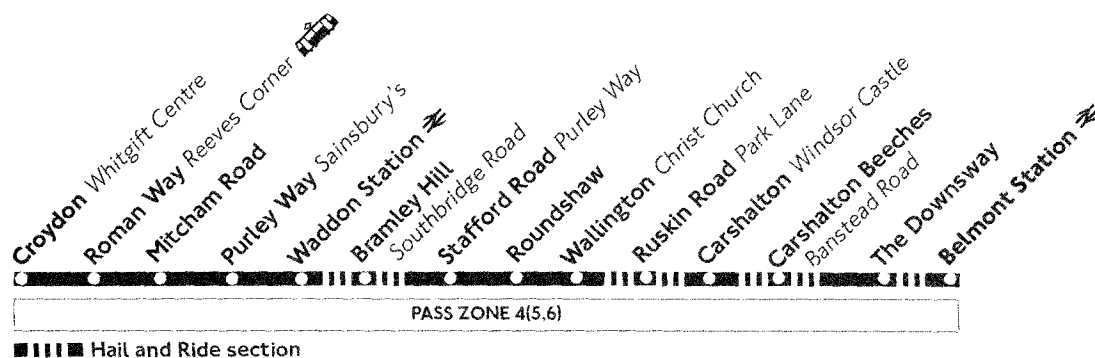 Croydon Whitgift Centre
Roman Way Reeves Corner
Mitcham Road
Purley Way Sainsbury's
Waddon Station
Bramley Hill
Southbridge Road
Stafford Road Purley Way
Roundshaw
Wallington Christ Church
Ruskin Road Park Lane
Carshalton Windsor Castle
Carshalton Beeches
Banstead Road
The Downsway
Belmont Station
PASS ZONE 4(5,6)
Hail and Ride section